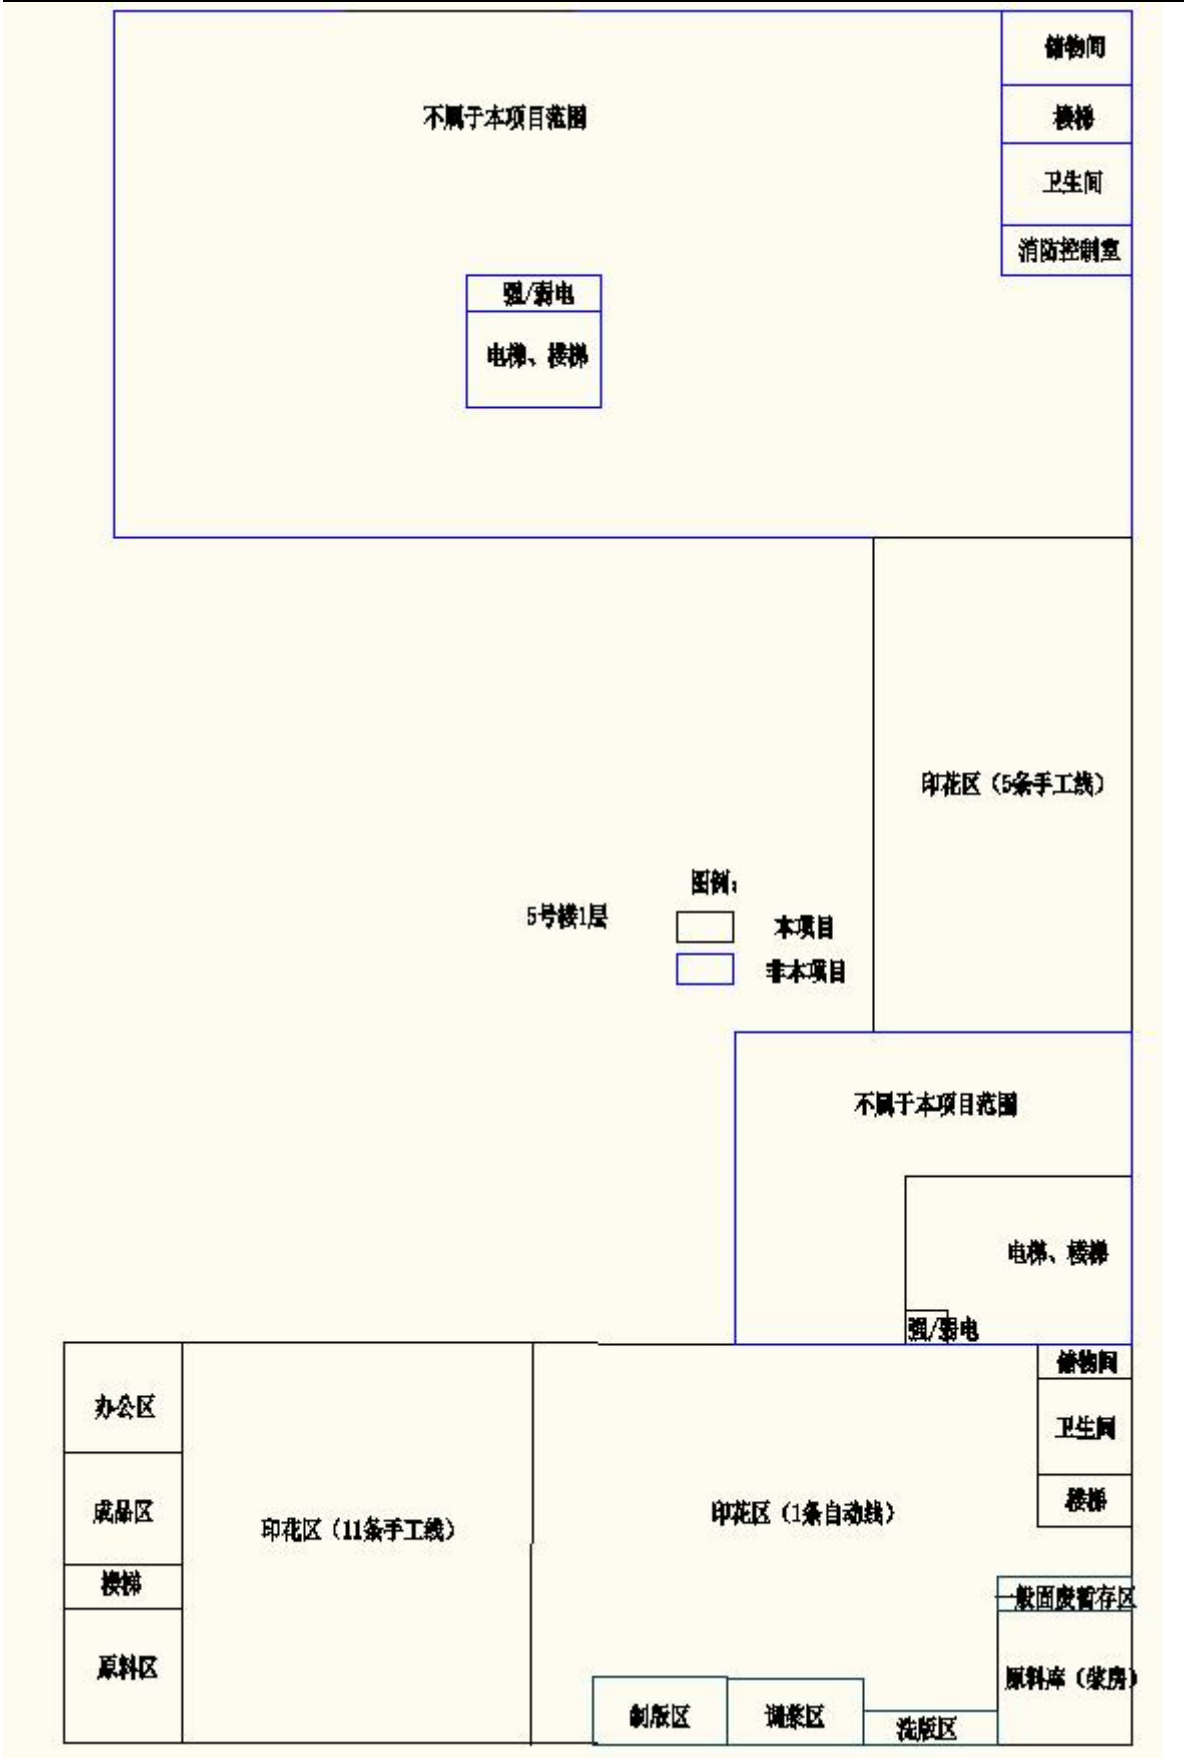 储物间
不属于本项目范围
楼梯
卫生间
消防控制室
强/弱电
电梯、楼梯
印花区（5条手工线）
图例：
5号楼1层
本项目
非本项目
不属于本项目范围
电梯、楼梯
强/弱电
储物间
办公区
卫生间
成品区
楼梯
印花区（1条自动线）
印花区（11条手工线）
楼梯
一般固废暂存区
原料区
原料库（浆房）
制版区
调浆区
洗版区